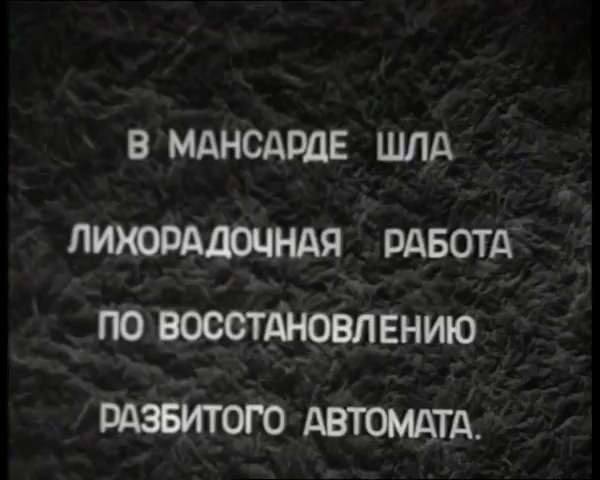 В МАНСАРДЕ ШЛА
ЛИХОРАДОЧНАЯ РАБОТА
ПО ВОССТАНОВЛЕНИЮ
РАЗБИТОГО АВТОМАТА.